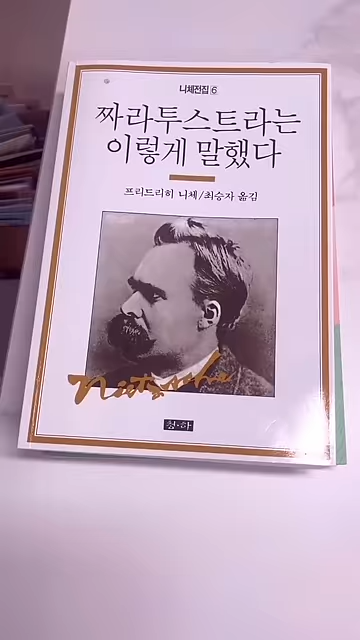 니체전집 6
짜라투스트라는
이렇게 말했다
프리드리히 니체/최승자 옮김
Nietzsche
청·하